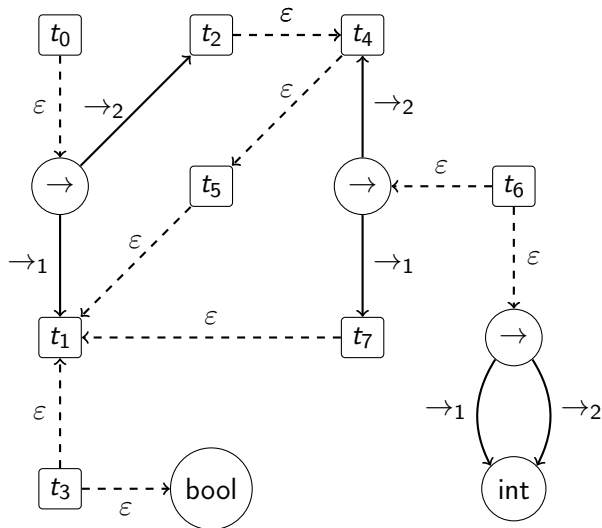 t₀ t₂ ε t₄
ε →₂ ε →₂
→ t₅ → ε t₆
→₁ ε →₁ ε
t₁ ε t₇ →
ε →₁ →₂
t₃ ε bool int